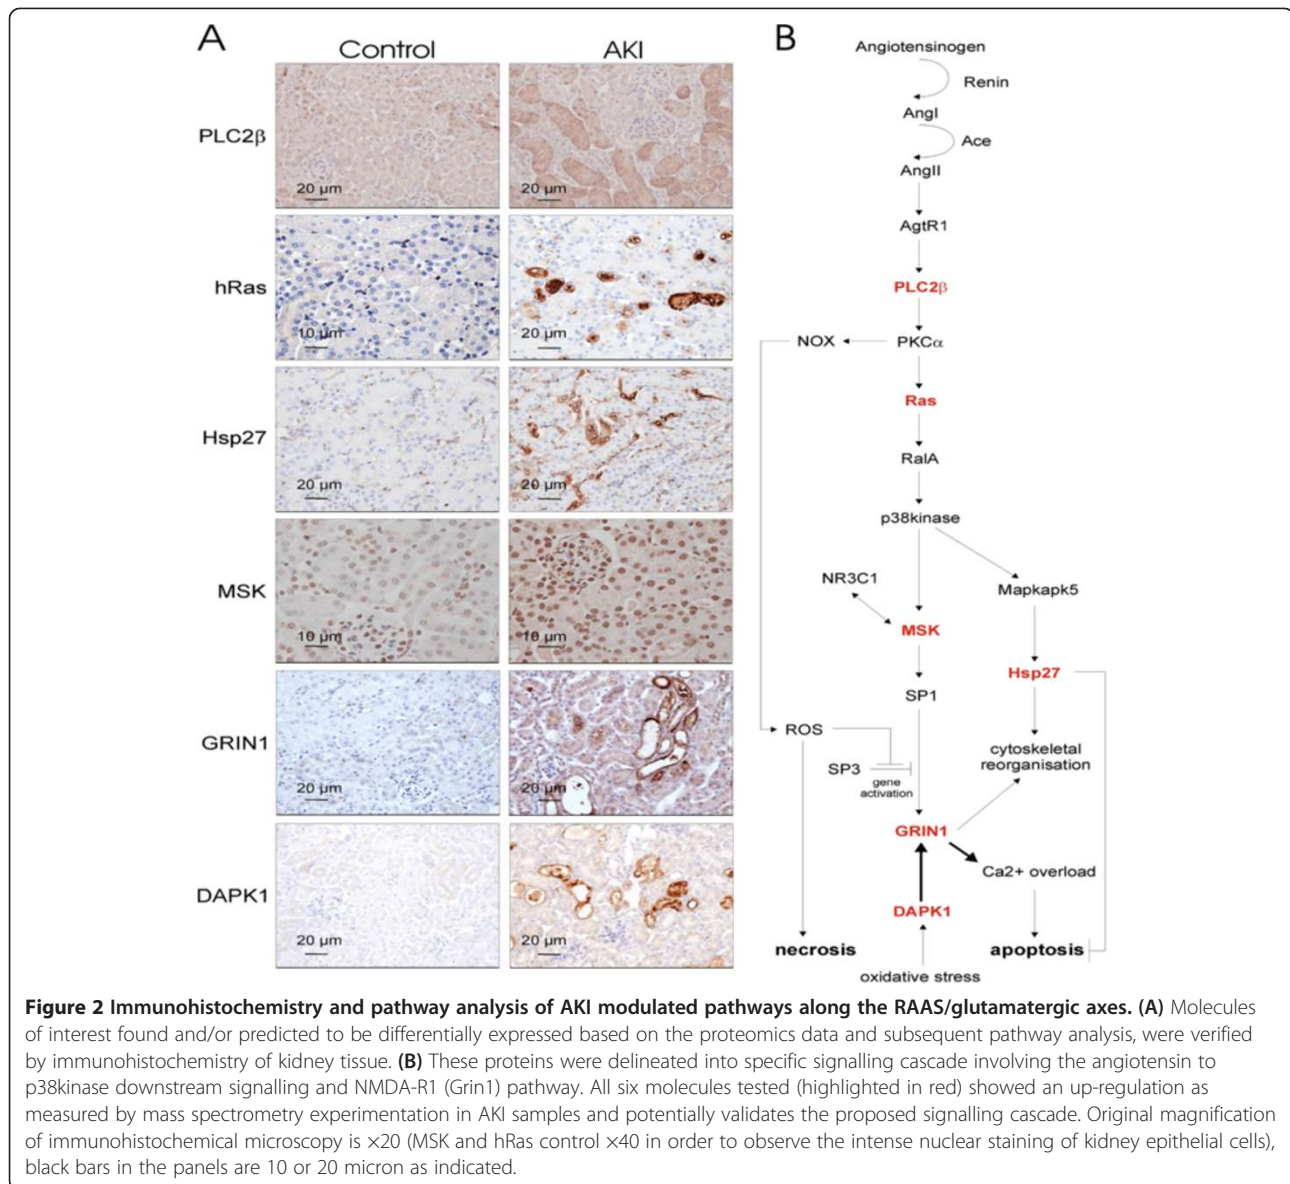 A
Control
AKI
PLC2β
20 µm
20 µm
hRas
10 µm
20 µm
Hsp27
20 µm
20 µm
MSK
10 µm
10 µm
GRIN1
20 µm
20 µm
DAPK1
20 µm
20 µm
B
Angiotensinogen
Renin
AngI
Ace
AngII
AgtR1
PLC2β
NOX
PKCα
Ras
RalA
p38kinase
NR3C1
Mapkapk5
MSK
Hsp27
SP1
ROS
cytoskeletal
reorganisation
SP3
gene
activation
GRIN1
Ca2+ overload
DAPK1
necrosis
apoptosis
oxidative stress
Figure 2 Immunohistochemistry and pathway analysis of AKI modulated pathways along the RAAS/glutamatergic axes. (A) Molecules
of interest found and/or predicted to be differentially expressed based on the proteomics data and subsequent pathway analysis, were verified
by immunohistochemistry of kidney tissue. (B) These proteins were delineated into specific signalling cascade involving the angiotensin to
p38kinase downstream signalling and NMDA-R1 (Grin1) pathway. All six molecules tested (highlighted in red) showed an up-regulation as
measured by mass spectrometry experimentation in AKI samples and potentially validates the proposed signalling cascade. Original magnification
of immunohistochemical microscopy is ×20 (MSK and hRas control ×40 in order to observe the intense nuclear staining of kidney epithelial cells),
black bars in the panels are 10 or 20 micron as indicated.